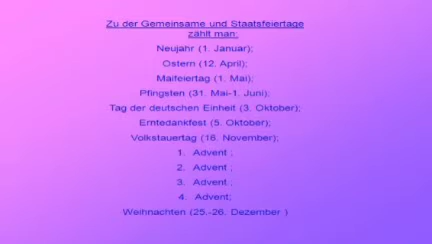 Zu der Gemeinsame und Staatsfeiertage
zählt man:
Neujahr (1. Januar);
Ostern (12. April);
Maifeiertag (1. Mai);
Pfingsten (31. Mai-1. Juni);
Tag der deutschen Einheit (3. Oktober);
Erntedankfest (5. Oktober);
Volkstauertag (16. November);
1. Advent ;
2. Advent ;
3. Advent ;
4. Advent;
Weihnachten (25.-26. Dezember )